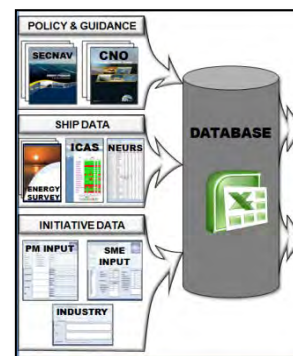 POLICY & GUIDANCE
SECNAV
CNO
SHIP DATA
ENERGY
SURVEY
ICAS
NEURS
INITIATIVE DATA
PM INPUT
SME
INPUT
INDUSTRY
DATABASE
X